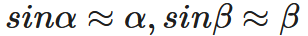 sinα ≈ α, sinβ ≈ β